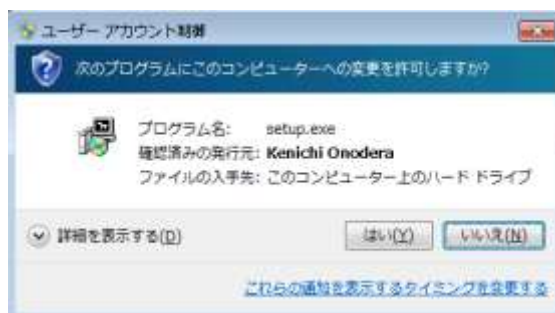 ユーザー アカウント制御
次のプログラムにこのコンピューターへの変更を許可しますか?
プログラム名: setup.exe
確認済みの発行元: Kenichi Onodera
ファイルの入手先: このコンピューター上のハード ドライブ
詳細を表示する(D)
はい(Y) いいえ(N)
これらの通知を表示するタイミングを変更する